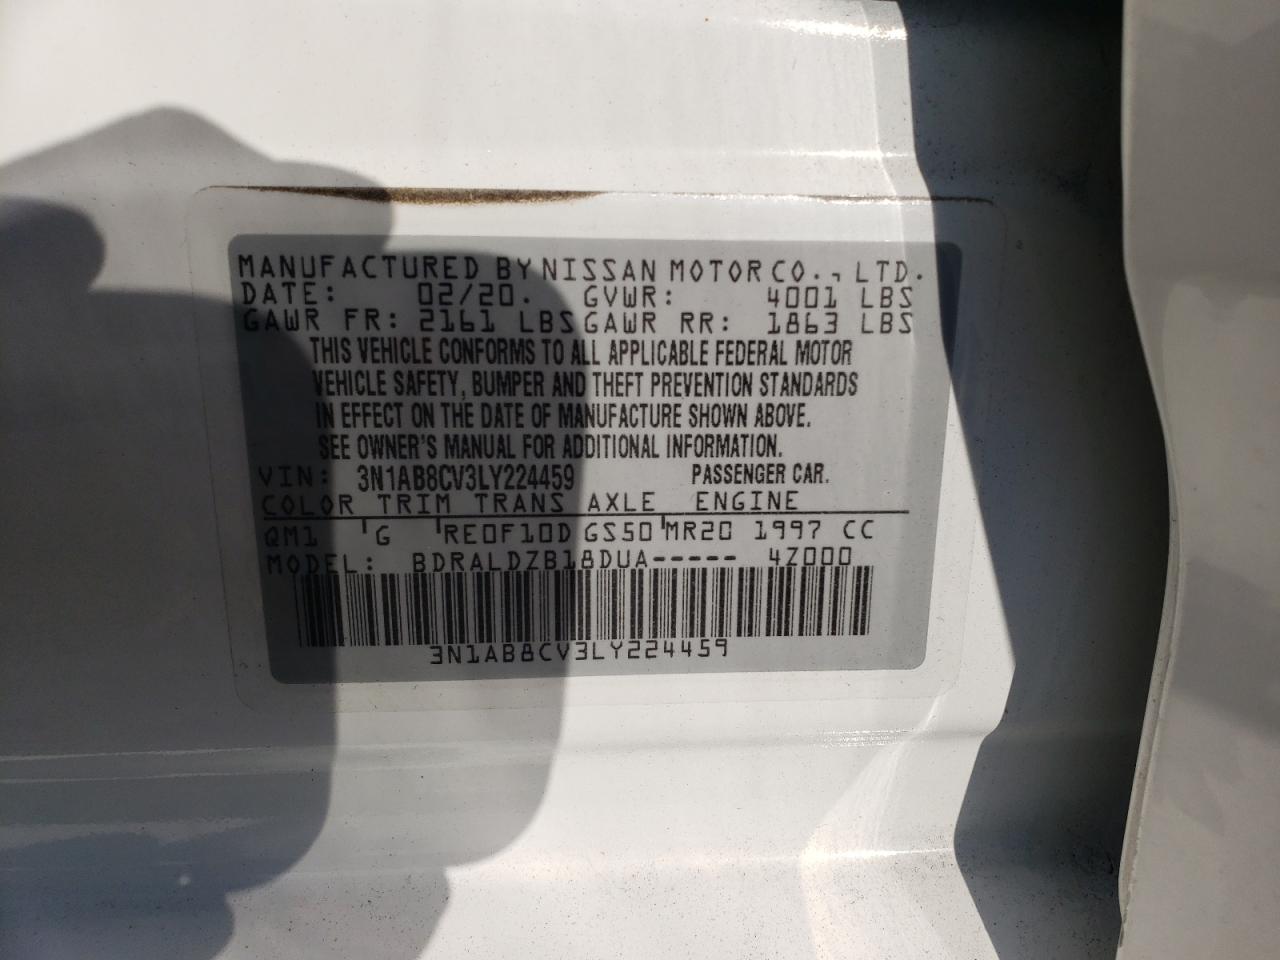 MANUFACTURED BY NISSAN MOTOR CO., LTD.
DATE: 02/20. GVWR: 4001 LBS
GAWR FR: 2161 LBS GAWR RR: 1863 LBS
THIS VEHICLE CONFORMS TO ALL APPLICABLE FEDERAL MOTOR
VEHICLE SAFETY, BUMPER AND THEFT PREVENTION STANDARDS
IN EFFECT ON THE DATE OF MANUFACTURE SHOWN ABOVE.
SEE OWNER'S MANUAL FOR ADDITIONAL INFORMATION.
VIN: 3N1AB8CV3LY224459 PASSENGER CAR.
COLOR TRIM TRANS AXLE ENGINE
QM1 G RE0F10D GS50 MR20 1997 CC
MODEL: BDRALDZB18DUA----- 4Z000
3N1AB8CV3LY224459